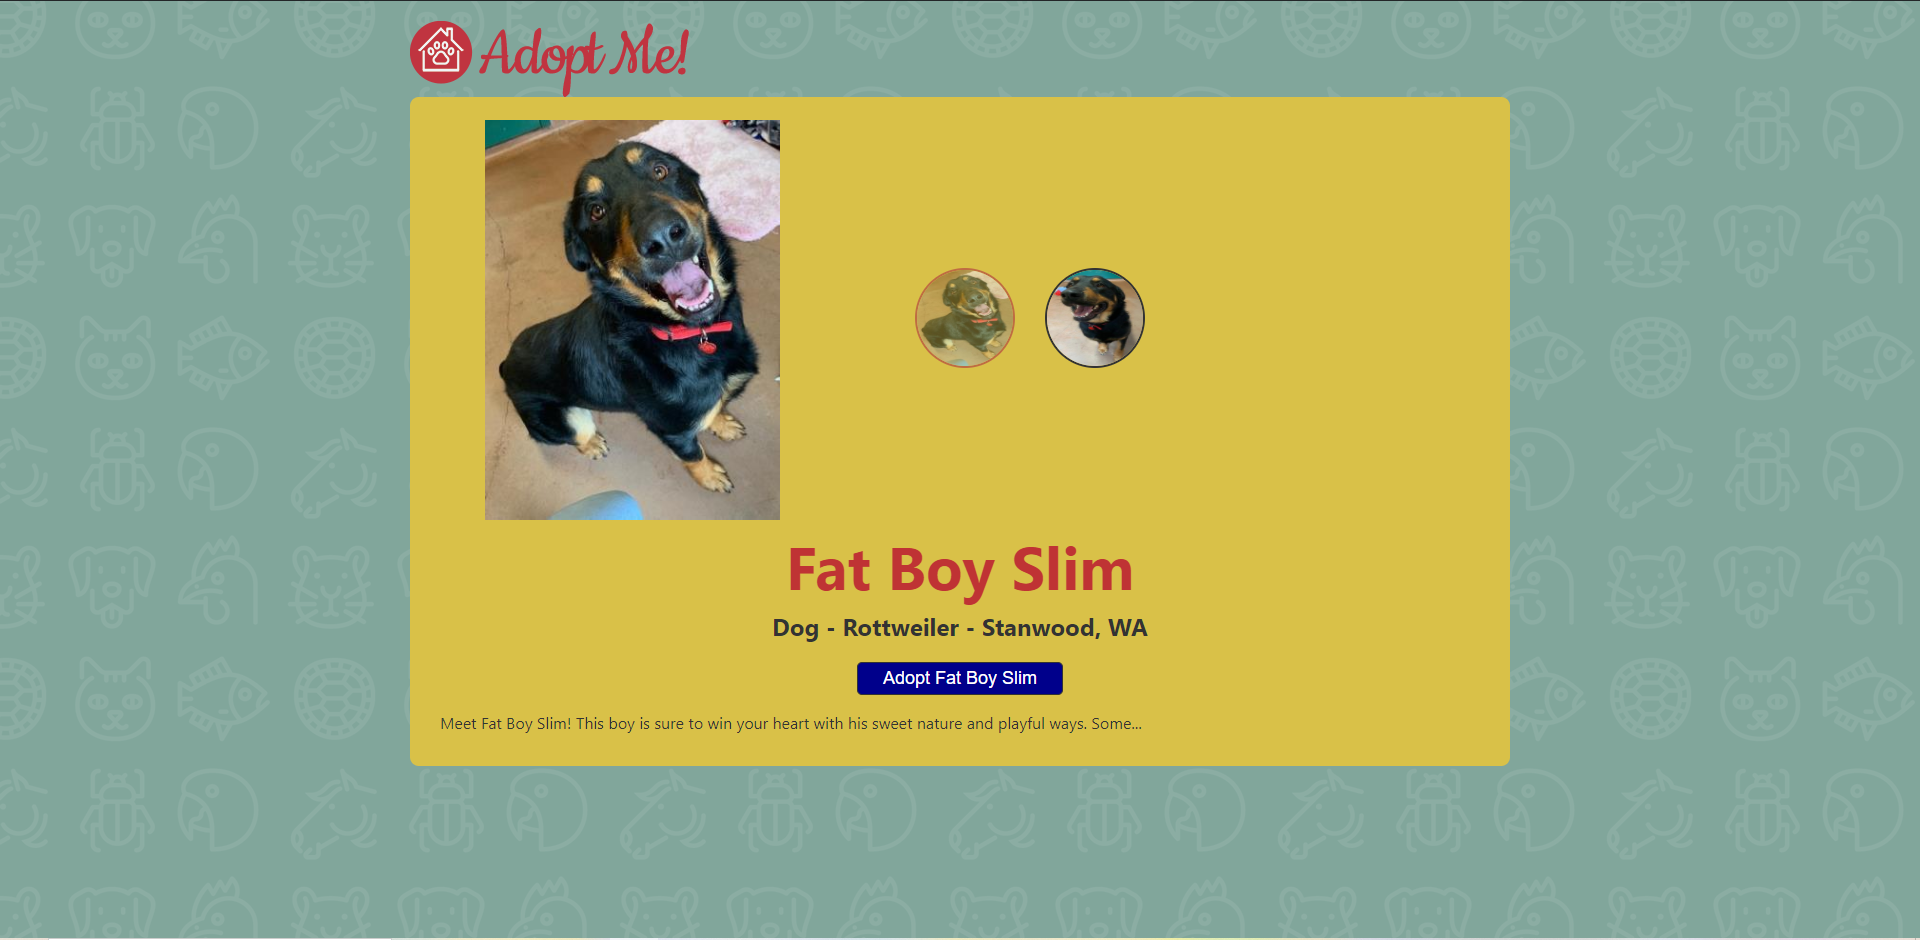 Adopt Me!
Fat Boy Slim
Dog - Rottweiler - Stanwood, WA
Adopt Fat Boy Slim
Meet Fat Boy Slim! This boy is sure to win your heart with his sweet nature and playful ways. Some...